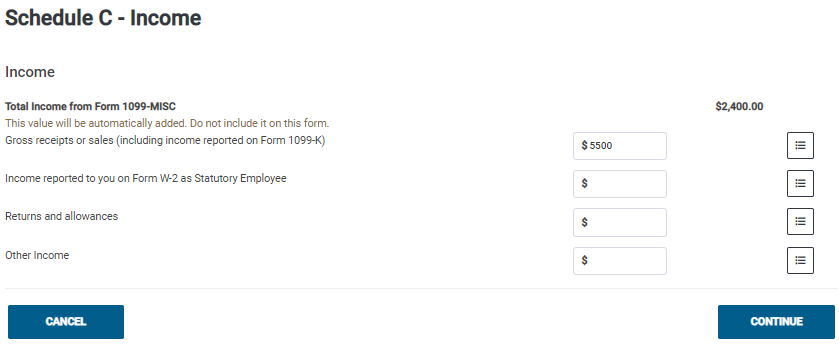 Schedule C - Income
Income
Total Income from Form 1099-MISC $2,400.00
This value will be automatically added. Do not include it on this form.
Gross receipts or sales (including income reported on Form 1099-K) $ 5500
Income reported to you on Form W-2 as Statutory Employee $
Returns and allowances $
Other Income $
CANCEL CONTINUE